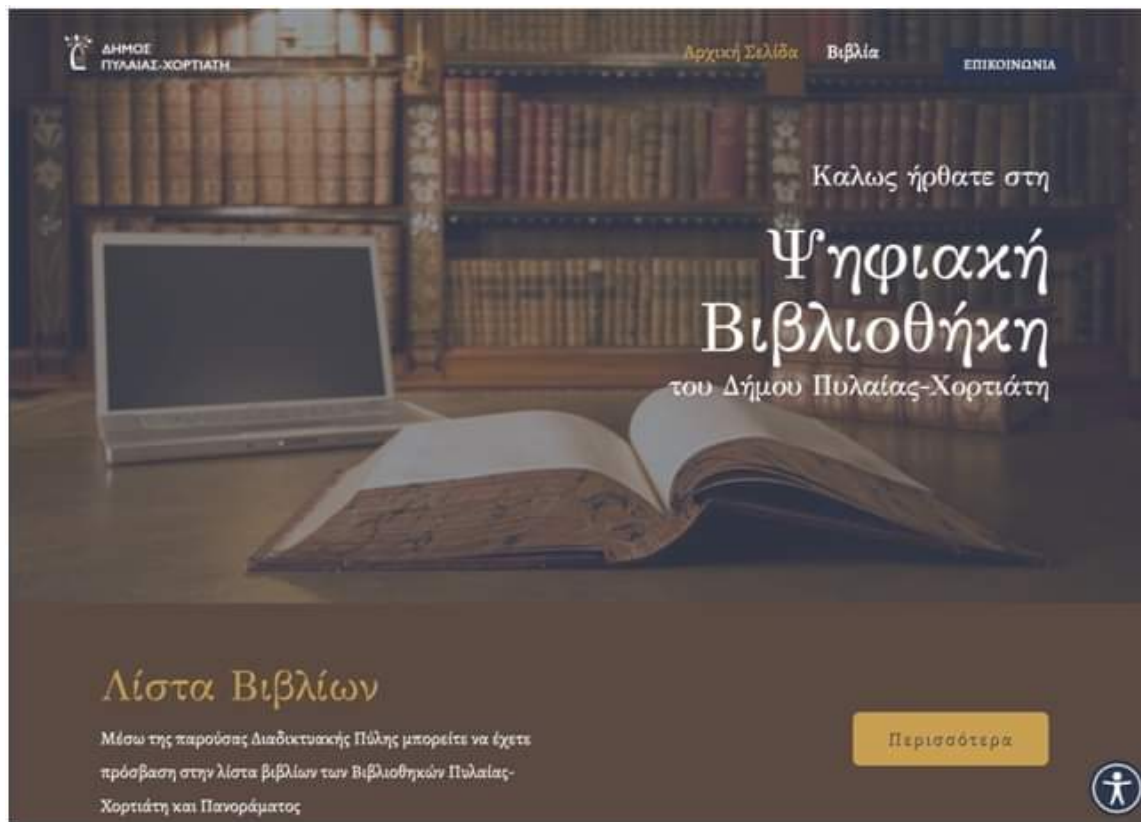 ΔΗΜΟΣ
ΠΥΛΑΙΑΣ-ΧΟΡΤΙΑΤΗ
Αρχική Σελίδα Βιβλία ΕΠΙΚΟΙΝΩΝΙΑ
Καλως ήρθατε στη
Ψηφιακή
Βιβλιοθήκη
του Δήμου Πυλαίας-Χορτιάτη
Λίστα Βιβλίων
Μέσω της παρούσας Διαδικτυακής Πύλης μπορείτε να έχετε
πρόσβαση στην λίστα βιβλίων των Βιβλιοθηκών Πυλαίας-
Χορτιάτη και Πανοράματος
Περισσότερα